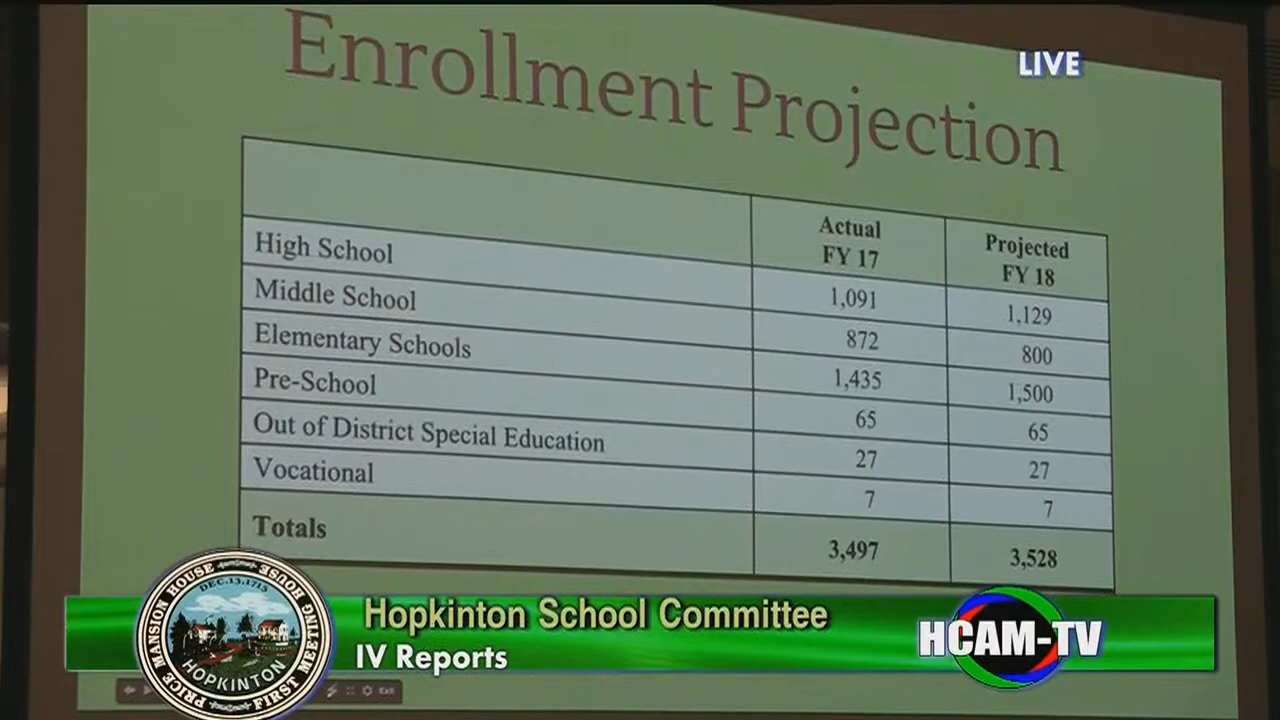 Enrollment Projection
LIVE
Actual
FY 17
Projected
FY 18
High School 1,091 1,129
Middle School 872 800
Elementary Schools 1,435 1,500
Pre-School 65 65
Out of District Special Education 27 27
Vocational 7 7
Totals 3,497 3,528
Hopkinton School Committee
IV Reports
HCAM-TV
PRICE MANSION HOUSE
FIRST MEETING HOUSE
DEC.13,1715
HOPKINTON
Exit